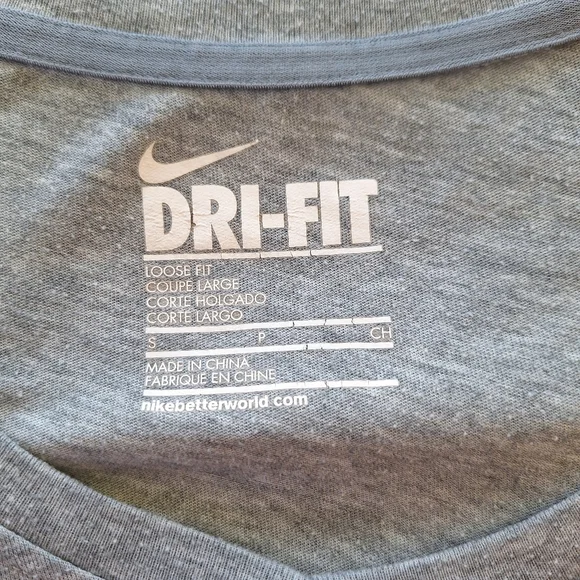 DRI-FIT
LOOSE FIT
COUPE LARGE
CORTE HOLGADO
CORTE LARGO
S P CH
MADE IN CHINA
FABRIQUE EN CHINE
nikebetterworld.com